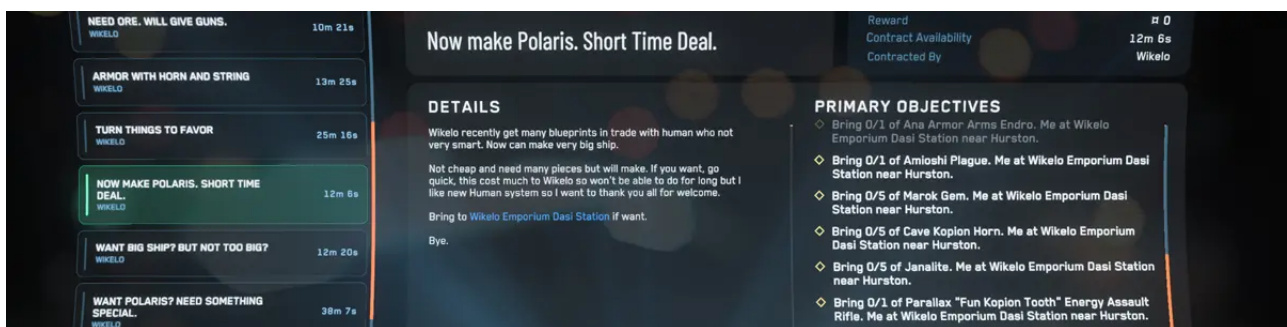 NEED ORE. WILL GIVE GUNS.
WIKELO
10m 21s
ARMOR WITH HORN AND STRING
WIKELO
13m 25s
TURN THINGS TO FAVOR
WIKELO
25m 16s
NOW MAKE POLARIS. SHORT TIME
DEAL.
WIKELO
12m 6s
WANT BIG SHIP? BUT NOT TOO BIG?
WIKELO
12m 20s
WANT POLARIS? NEED SOMETHING
SPECIAL.
WIKELO
38m 7s
Now make Polaris. Short Time Deal.
Reward
¤ 0
Contract Availability
12m 6s
Contracted By
Wikelo
DETAILS
Wikelo recently get many blueprints in trade with human who not
very smart. Now can make very big ship.
Not cheap and need many pieces but will make. If you want, go
quick, this cost much to Wikelo so won't be able to do for long but I
like new Human system so I want to thank you all for welcome.
Bring to Wikelo Emporium Dasi Station if want.
Bye.
PRIMARY OBJECTIVES
Bring 0/1 of Ana Armor Arms Endro. Me at Wikelo
Emporium Dasi Station near Hurston.
Bring 0/1 of Amioshi Plague. Me at Wikelo Emporium Dasi
Station near Hurston.
Bring 0/5 of Marok Gem. Me at Wikelo Emporium Dasi
Station near Hurston.
Bring 0/5 of Cave Kopion Horn. Me at Wikelo Emporium
Dasi Station near Hurston.
Bring 0/5 of Janalite. Me at Wikelo Emporium Dasi Station
near Hurston.
Bring 0/1 of Parallax "Fun Kopion Tooth" Energy Assault
Rifle. Me at Wikelo Emporium Dasi Station near Hurston.